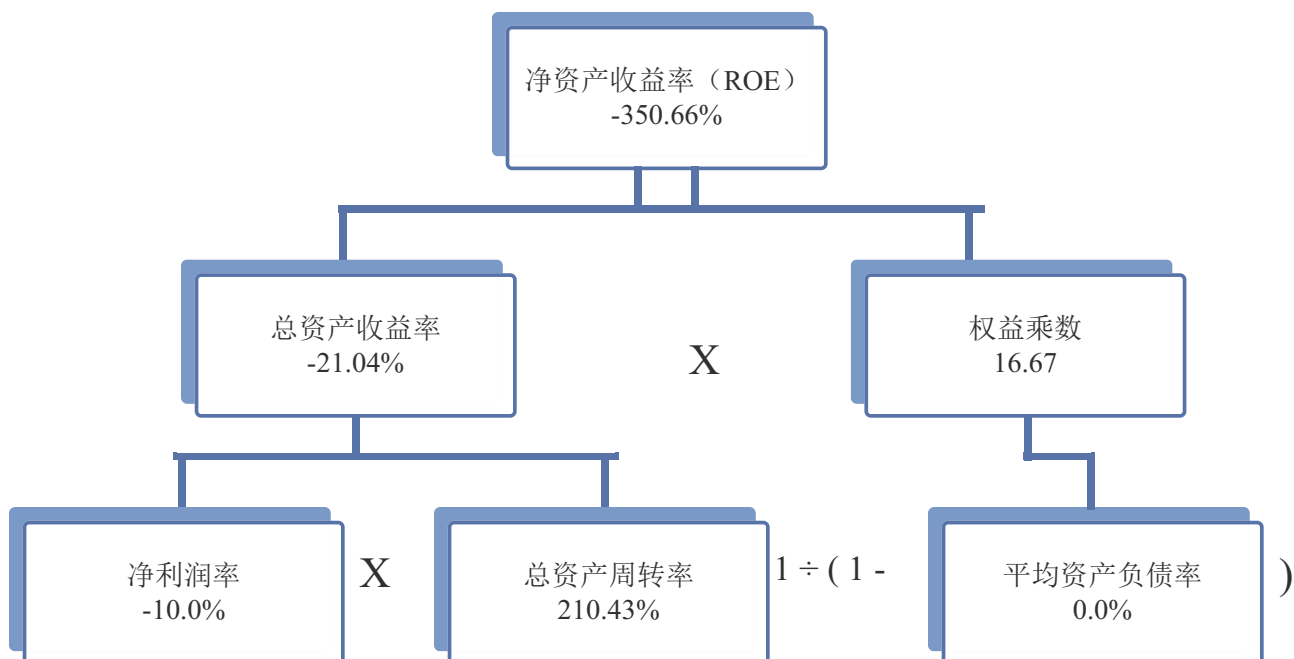 净资产收益率（ROE）
-350.66%
总资产收益率
-21.04%
X
权益乘数
16.67
净利润率
-10.0%
X
总资产周转率
210.43%
1 ÷ ( 1 -
平均资产负债率
0.0%
)